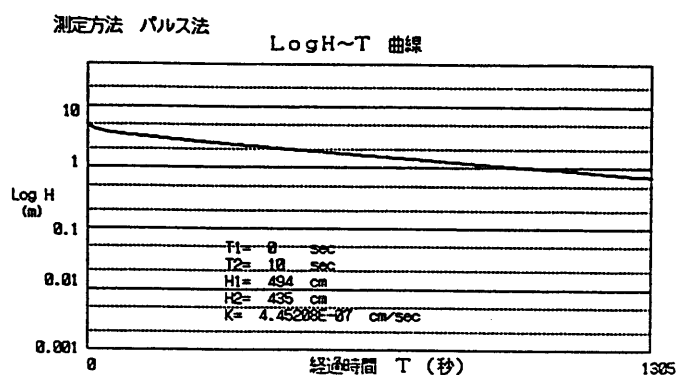 測定方法 パルス法
LogH~T 曲線
10
1
Log H
(m)
0.1
T1= 0 sec
T2= 10 sec
0.01
H1= 494 cm
H2= 435 cm
K= 4.45208E-07 cm/sec
0.001
0
経過時間 T (秒)
1305